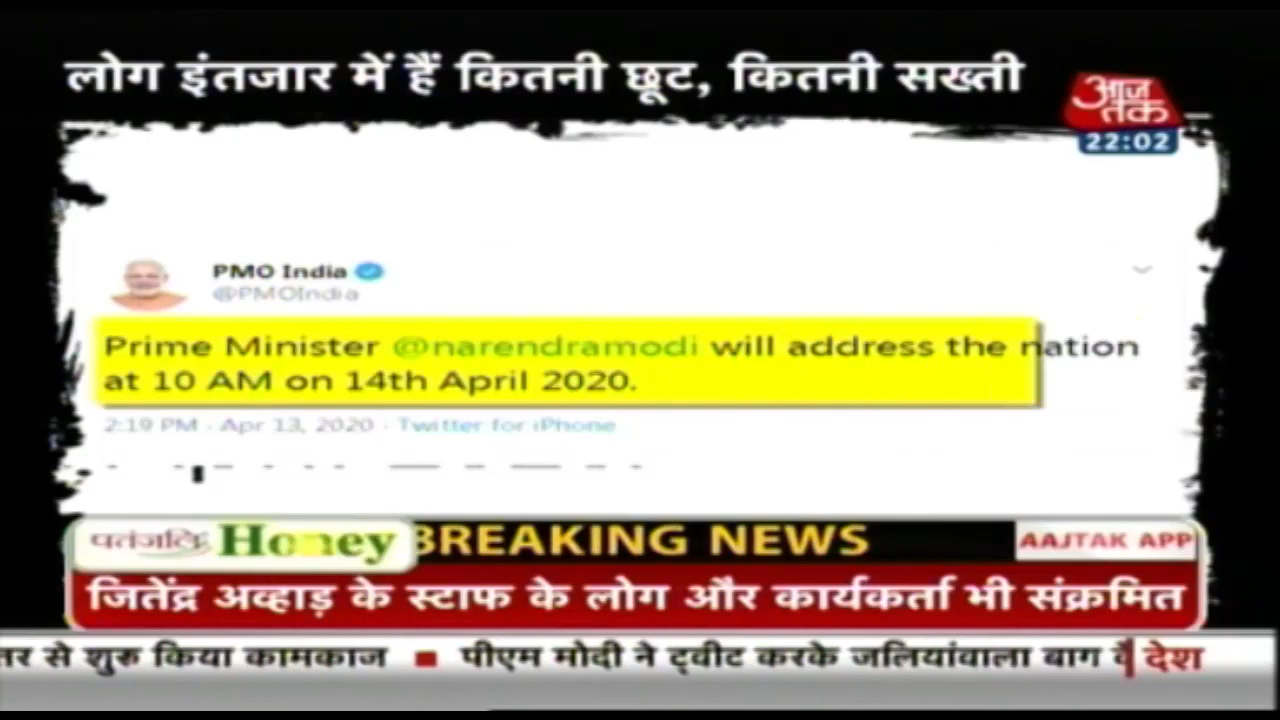 लोग इंतजार में हैं कितनी छूट, कितनी सख्ती
आज
तक
22:02
PMO India
@PMOIndia
Prime Minister @narendramodi will address the nation
at 10 AM on 14th April 2020.
2:19 PM · Apr 13, 2020 · Twitter for iPhone
पतंजलि Honey BREAKING NEWS AAJTAK APP
जितेंद्र अव्हाड़ के स्टाफ के लोग और कार्यकर्ता भी संक्रमित
से शुरु किया कामकाज ■ पीएम मोदी ने ट्वीट करके जलियांवाला बाग देश